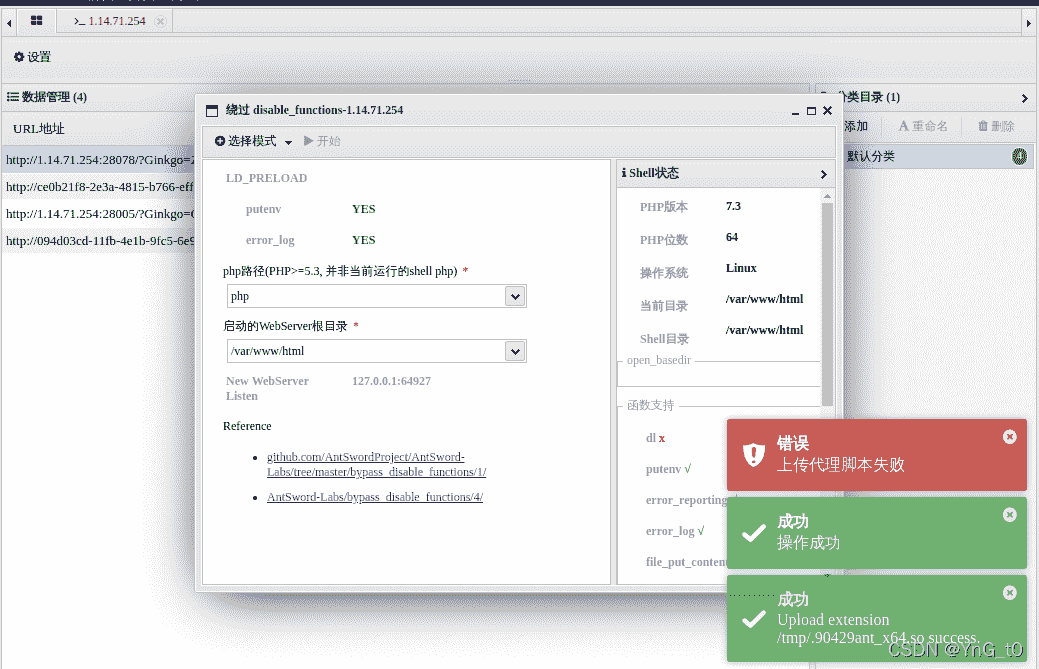 >_ 1.14.71.254
设置
数据管理 (4)
分类目录 (1)
URL地址
添加 重命名 删除
http://1.14.71.254:28078/?Ginkgo=
http://ce0b21f8-2e3a-4815-b766-eff
http://1.14.71.254:28005/?Ginkgo=
http://094d03cd-11fb-4e1b-9fc5-6e9
默认分类
4
绕过 disable_functions-1.14.71.254
选择模式 开始
LD_PRELOAD
putenv YES
error_log YES
php路径(PHP>=5.3, 并非当前运行的shell php) *
php
启动的WebServer根目录 *
/var/www/html
New WebServer Listen 127.0.0.1:64927
Reference
github.com/AntSwordProject/AntSword-
Labs/tree/master/bypass_disable_functions/1/
AntSword-Labs/bypass_disable_functions/4/
Shell状态
PHP版本 7.3
PHP位数 64
操作系统 Linux
当前目录 /var/www/html
Shell目录 /var/www/html
open_basedir
函数支持
dl x
putenv √
error_reporting
error_log √
file_put_conten
错误
上传代理脚本失败
成功
操作成功
成功
Upload extension
/tmp/.90429ant_x64.so success.
CSDN @YnG_t0